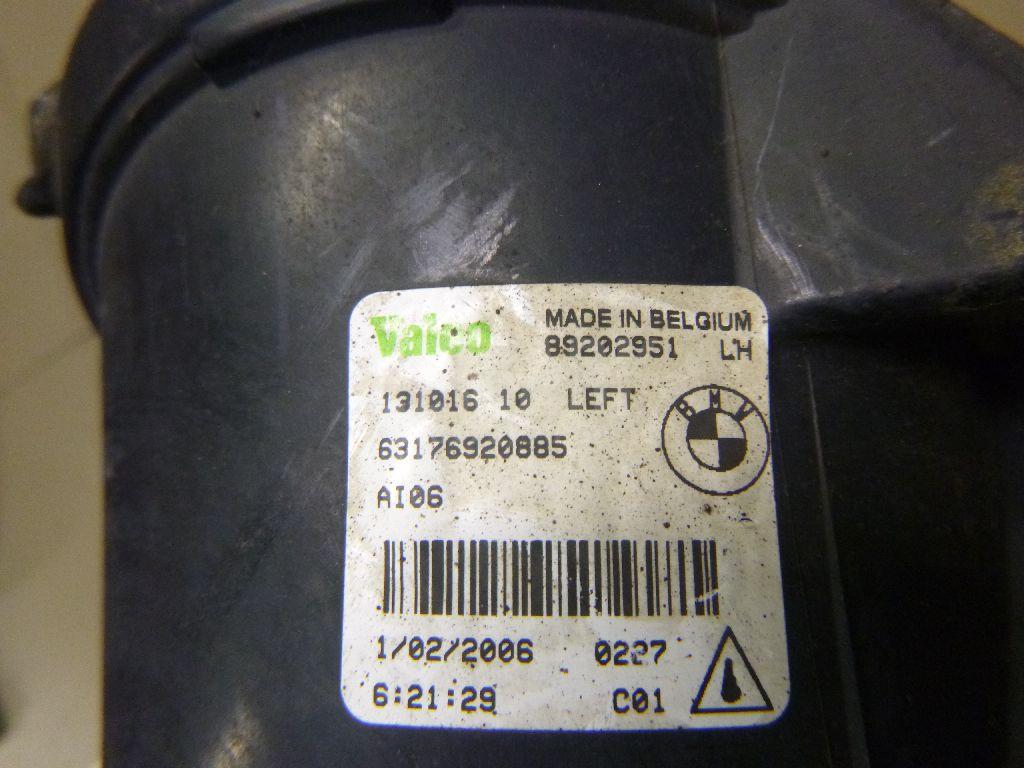 Valeo MADE IN BELGIUM
89202951 LH
131016 10 LEFT
BMW
63176920885
AI06
1/02/2006 0227
6:21:29 C01